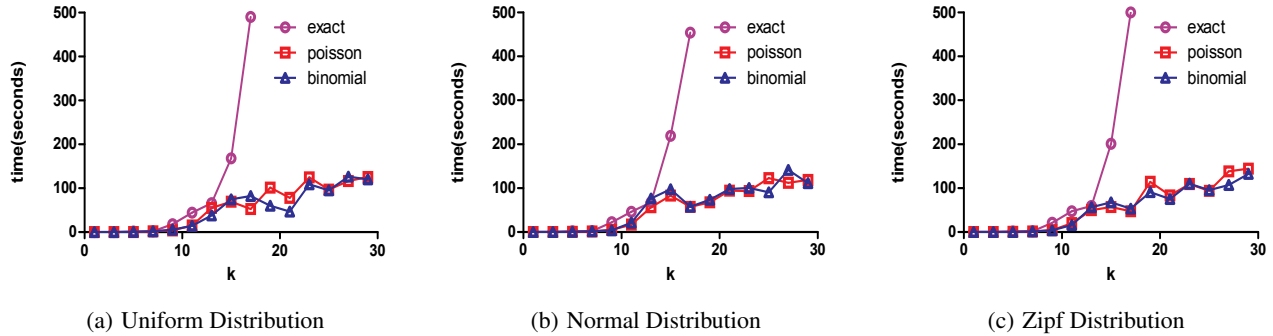 500
400
300
200
100
0
time(seconds)
exact
poisson
binomial
0 10 20 30
k
(a) Uniform Distribution
500
400
300
200
100
0
time(seconds)
exact
poisson
binomial
0 10 20 30
k
(b) Normal Distribution
500
400
300
200
100
0
time(seconds)
exact
poisson
binomial
0 10 20 30
k
(c) Zipf Distribution